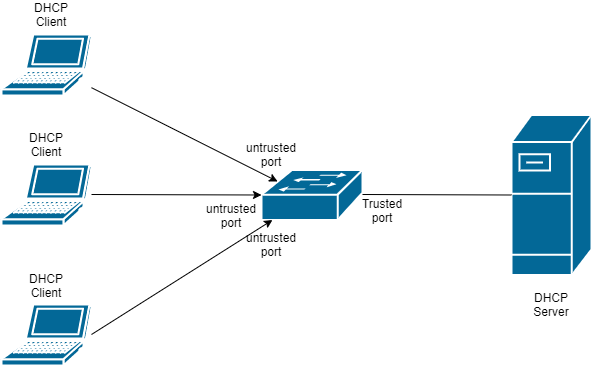 DHCP
Client
untrusted
port
DHCP
Client
untrusted
port
Trusted
port
untrusted
port
DHCP
Client
DHCP
Server